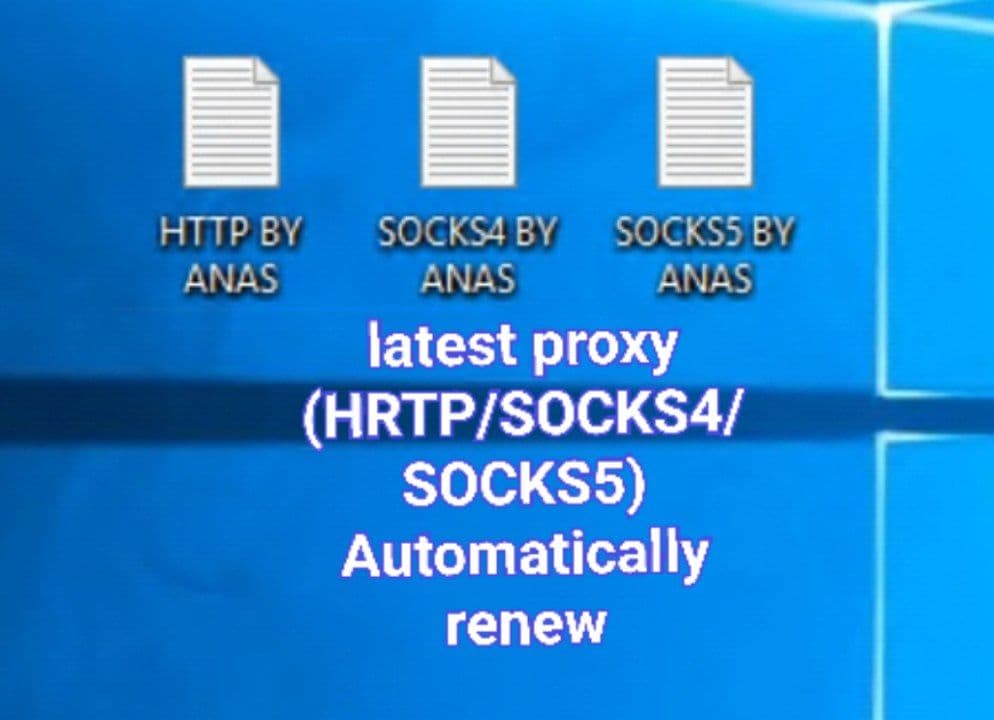 HTTP BY
ANAS
SOCKS4 BY
ANAS
SOCKS5 BY
ANAS
latest proxy
(HRTP/SOCKS4/
SOCKS5)
Automatically
renew